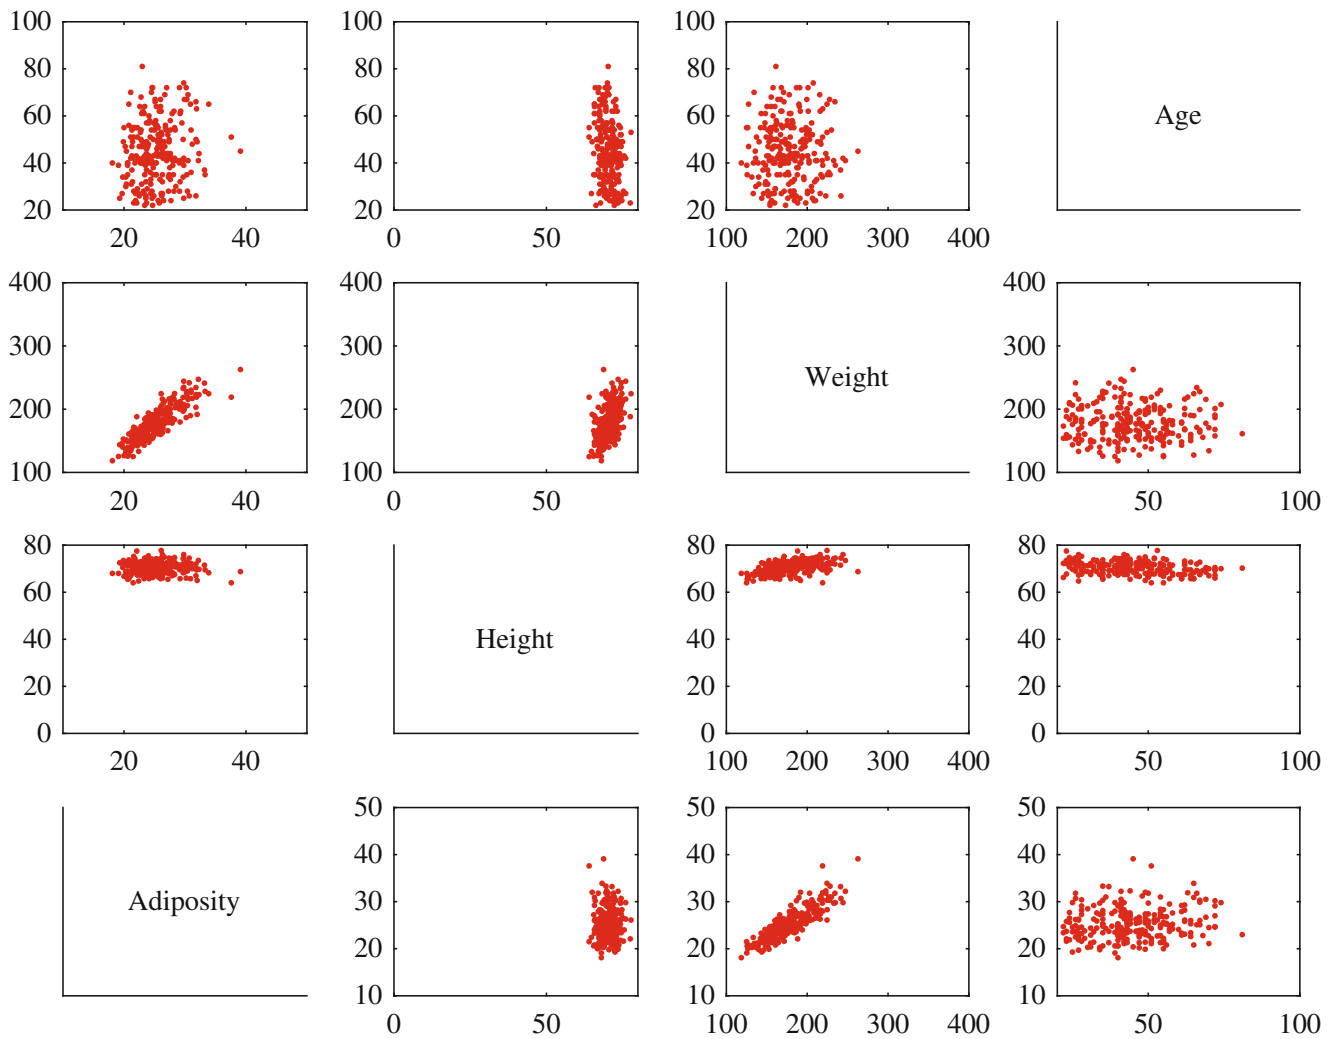 100 100 100
80 80 80
60 60 60 Age
40 40 40
20 20 20
20 40 0 50 100 200 300 400
400 400 400
300 300 300
Weight
200 200 200
100 100 100
20 40 0 50 50 100
80 80 80
60 60 60
40 Height 40 40
20 20 20
0 0 0
20 40 100 200 300 400 50 100
50 50 50
40 40 40
Adiposity 30 30 30
20 20 20
10 10 10
0 50 100 200 300 400 50 100